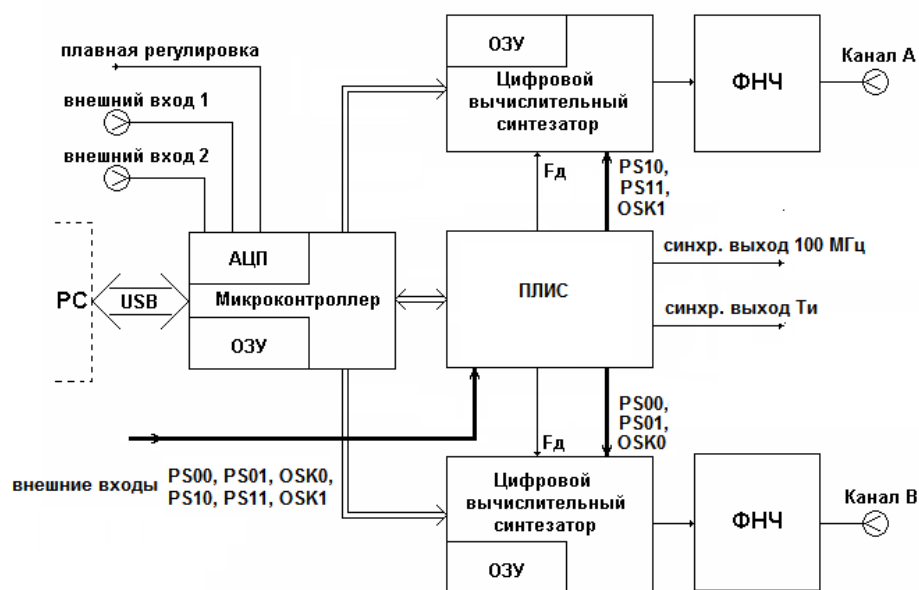 плавная регулировка
внешний вход 1
внешний вход 2
ОЗУ
Цифровой
вычислительный
синтезатор
ФНЧ
Канал А
Fд
PS10,
PS11,
OSK1
PC
USB
АЦП
Микроконтроллер
ОЗУ
ПЛИС
синхр. выход 100 МГц
синхр. выход Ти
PS00,
PS01,
OSK0
Fд
внешние входы
PS00, PS01, OSK0,
PS10, PS11, OSK1
Цифровой
вычислительный
синтезатор
ОЗУ
ФНЧ
Канал В